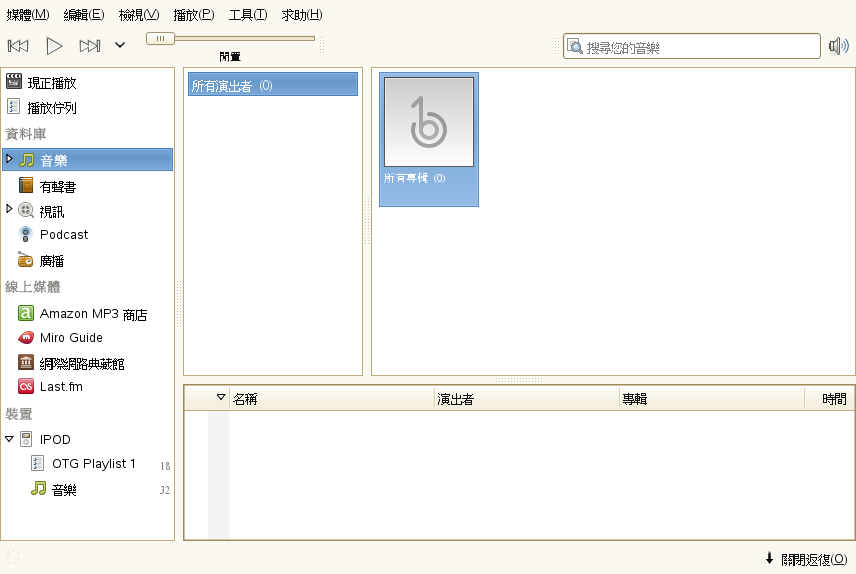 媒體(M) 編輯(E) 檢視(V) 播放(P) 工具(T) 求助(H)
閒置
搜尋您的音樂
現正播放
播放佇列
資料庫
音樂
有聲書
視訊
Podcast
廣播
線上媒體
Amazon MP3 商店
Miro Guide
網際網路典藏館
Last.fm
裝置
IPOD
OTG Playlist 1 18
音樂 32
所有演出者 (0)
所有專輯 (0)
名稱 演出者 專輯 時間
關閉返復(O)